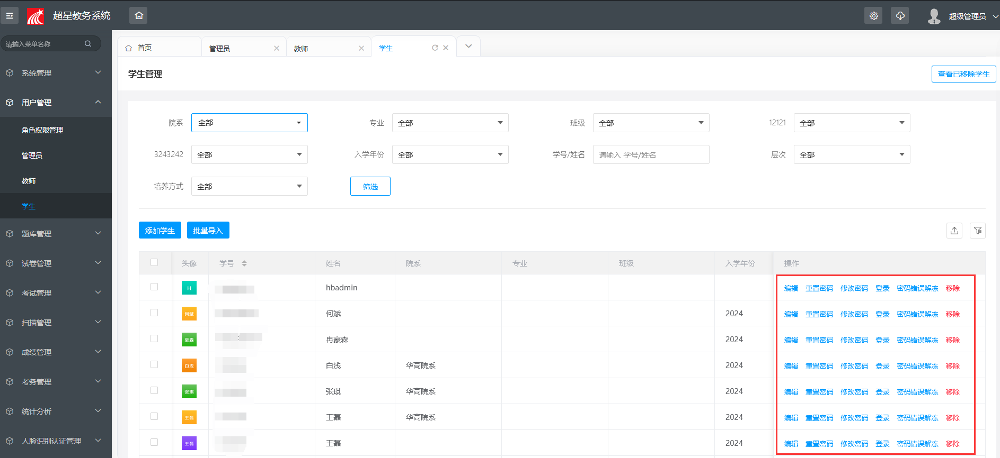 超星教务系统
超级管理员
请输入菜单名称
系统管理
用户管理
角色权限管理
管理员
教师
学生
题库管理
试卷管理
考试管理
扫描管理
成绩管理
考务管理
统计分析
人脸识别认证管理
首页 管理员 教师 学生
学生管理 查看已移除学生
院系 全部 专业 全部 班级 全部 12121 全部
3243242 全部 入学年份 全部 学号/姓名 请输入 学号/姓名 层次 全部
培养方式 全部 筛选
添加学生 批量导入
头像 学号 姓名 院系 专业 班级 入学年份 操作
H hbadmin 编辑 重置密码 修改密码 登录 密码错误解冻 移除
何斌 何斌 2024 编辑 重置密码 修改密码 登录 密码错误解冻 移除
豪森 冉豪森 2024 编辑 重置密码 修改密码 登录 密码错误解冻 移除
白浅 白浅 华高院系 2024 编辑 重置密码 修改密码 登录 密码错误解冻 移除
张琪 张琪 华高院系 2024 编辑 重置密码 修改密码 登录 密码错误解冻 移除
王磊 王磊 华高院系 2024 编辑 重置密码 修改密码 登录 密码错误解冻 移除
王磊 王磊 2024 编辑 重置密码 修改密码 登录 密码错误解冻 移除